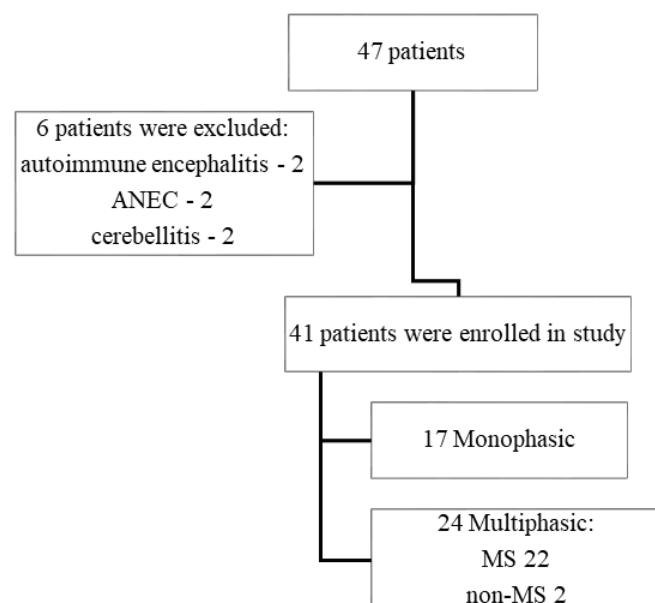 47 patients
6 patients were excluded:
autoimmune encephalitis - 2
ANEC - 2
cerebellitis - 2
41 patients were enrolled in study
17 Monophasic
24 Multiphasic:
MS 22
non-MS 2